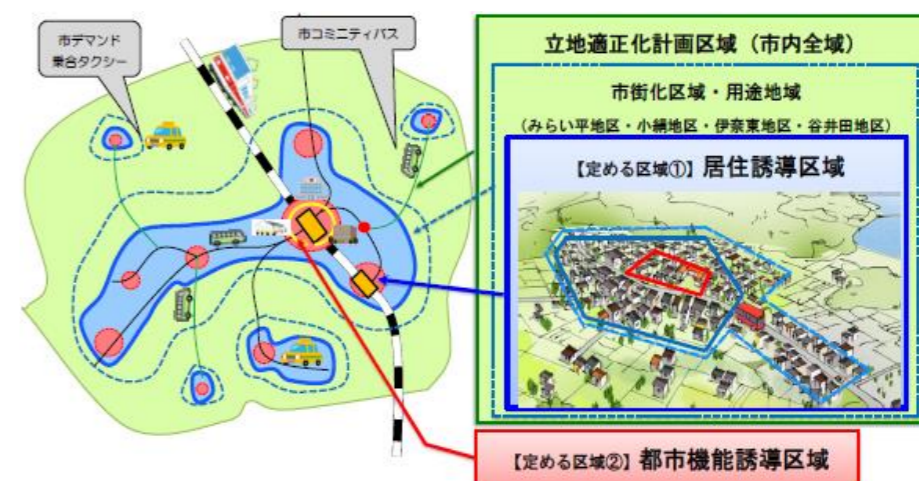 市デマンド
乗合タクシー
市コミニティバス
立地適正化計画区域（市内全域）
市街化区域・用途地域
（みらい平地区・小絹地区・伊奈東地区・谷井田地区）
【定める区域①】居住誘導区域
【定める区域②】都市機能誘導区域